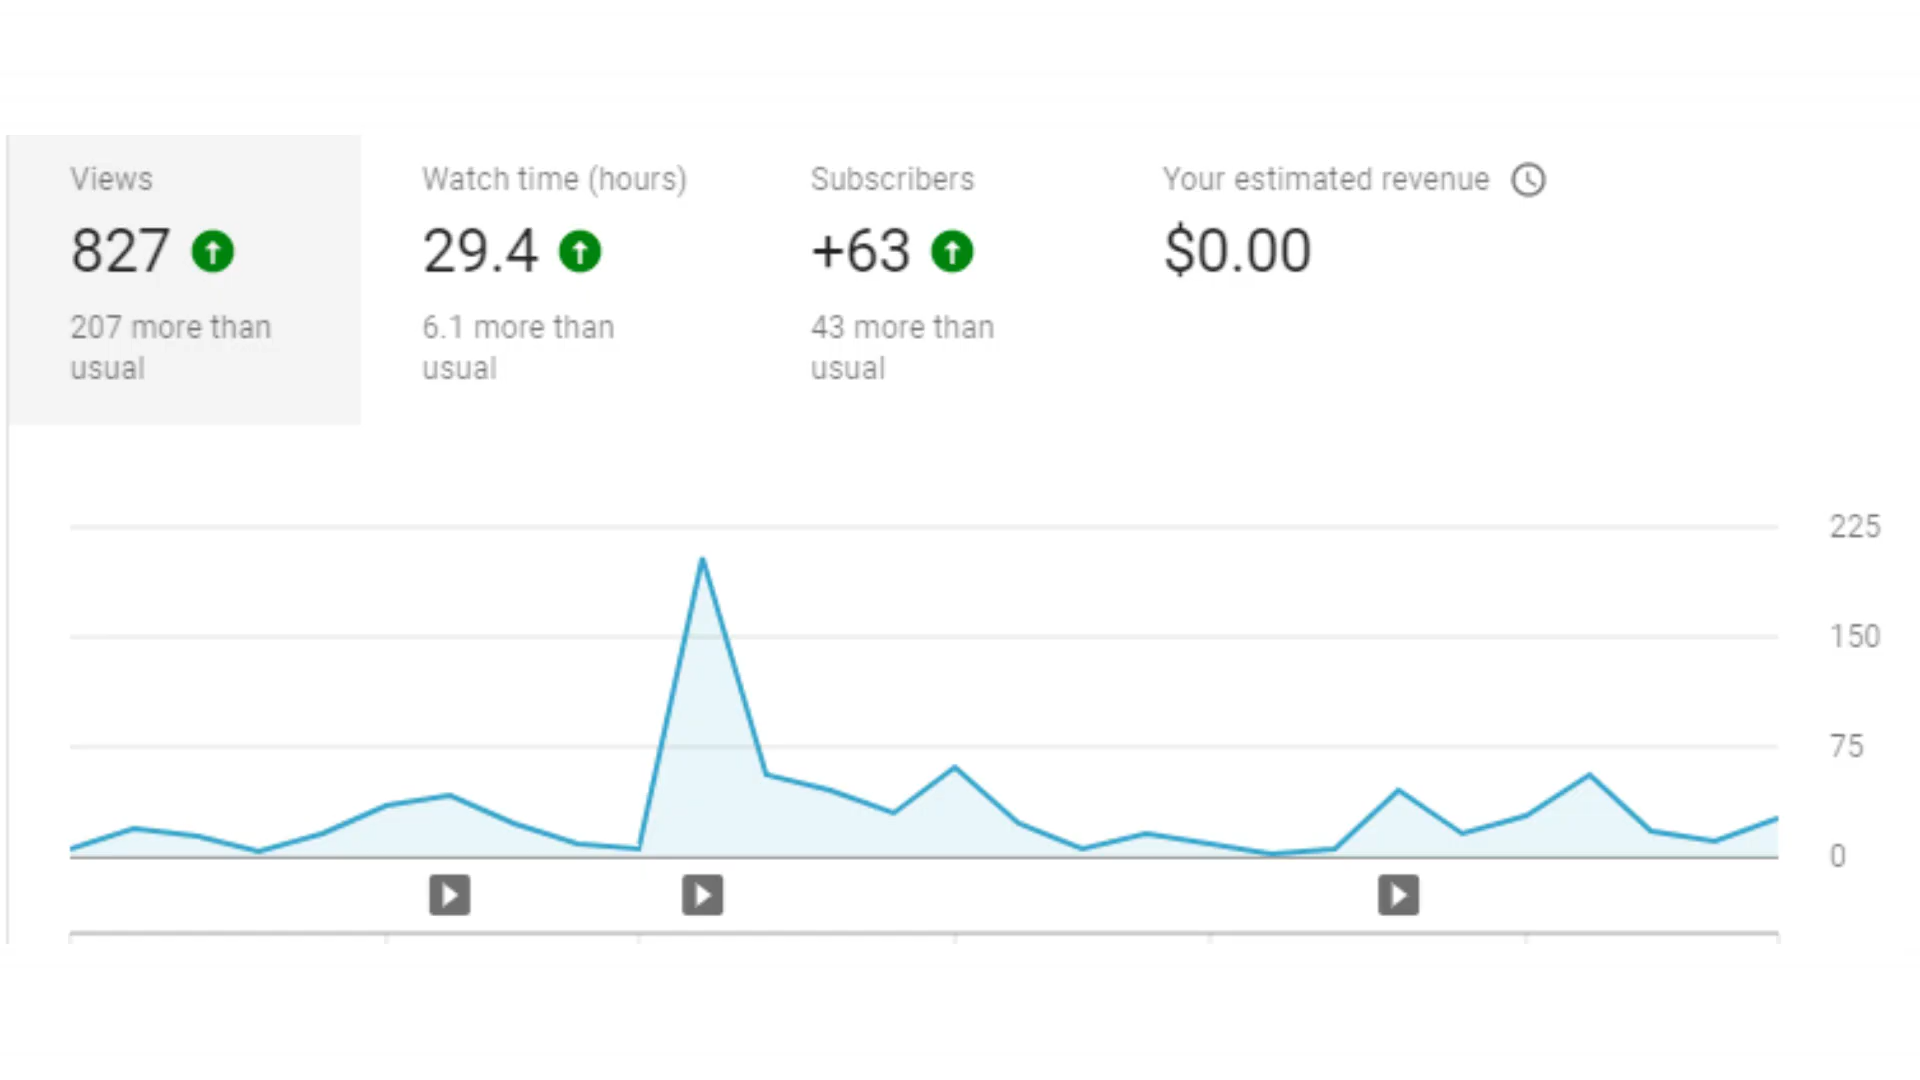 Views
827
207 more than
usual
Watch time (hours)
29.4
6.1 more than
usual
Subscribers
+63
43 more than
usual
Your estimated revenue
$0.00
225
150
75
0